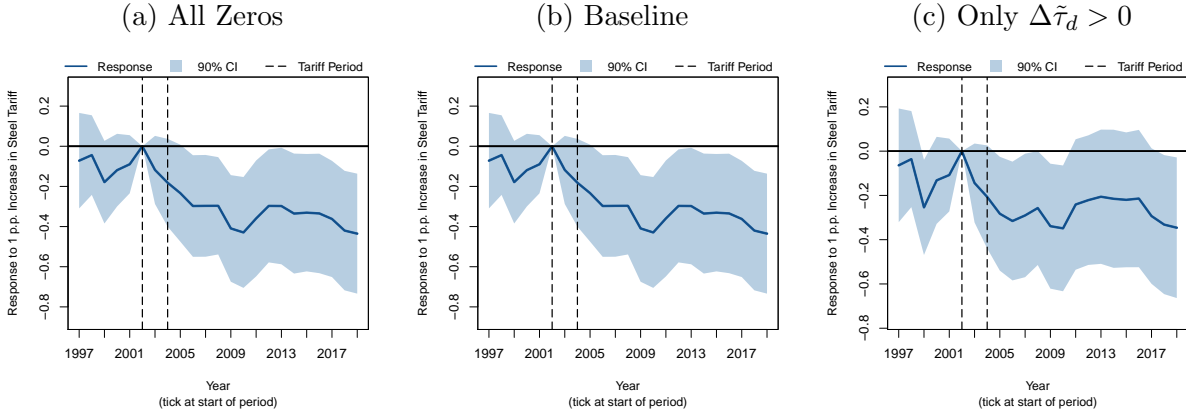 (a) All Zeros
Response 90% CI Tariff Period
Response to 1 p.p. Increase in Steel Tariff
0.2
0.0
−0.2
−0.4
−0.6
−0.8
1997 2001 2005 2009 2013 2017
Year
(tick at start of period)
(b) Baseline
Response 90% CI Tariff Period
Response to 1 p.p. Increase in Steel Tariff
0.2
0.0
−0.2
−0.4
−0.6
−0.8
1997 2001 2005 2009 2013 2017
Year
(tick at start of period)
(c) Only Δτ̃_d > 0
Response 90% CI Tariff Period
Response to 1 p.p. Increase in Steel Tariff
0.2
0.0
−0.2
−0.4
−0.6
−0.8
1997 2001 2005 2009 2013 2017
Year
(tick at start of period)